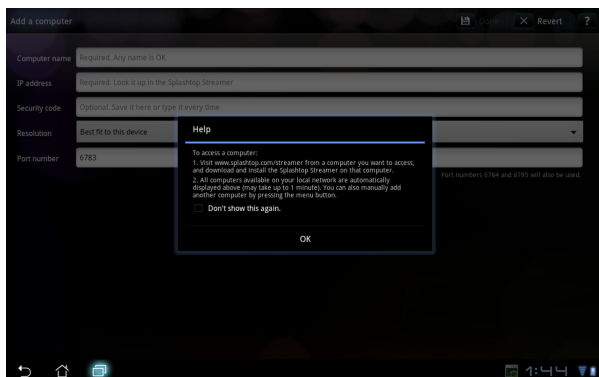 Add a computer
Done
Revert
?
Computer name
Required. Any name is OK
IP address
Required. Look it up in the Splashtop Streamer
Security code
Optional. Save it here or type it every time
Resolution
Best fit to this device
Port number
6783
Port numbers 6784 and 6785 will also be used.
Help
To access a computer:
1. Visit www.splashtop.com/streamer from a computer you want to access,
and download and install the Splashtop Streamer on that computer.
2. All computers available on your local network are automatically
displayed above (may take up to 1 minute). You can also manually add
another computer by pressing the menu button.
Don't show this again.
OK
1:44